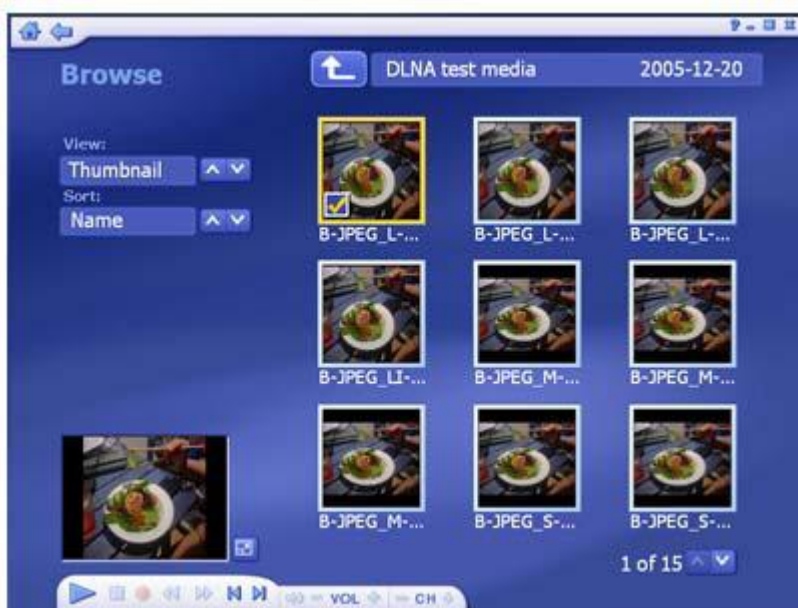 ?
Browse
DLNA test media 2005-12-20
View:
Thumbnail
Sort:
Name
B-JPEG_L-... B-JPEG_L-... B-JPEG_L-...
B-JPEG_LI-... B-JPEG_M-... B-JPEG_M-...
B-JPEG_M-... B-JPEG_S-... B-JPEG_S-...
1 of 15
VOL CH